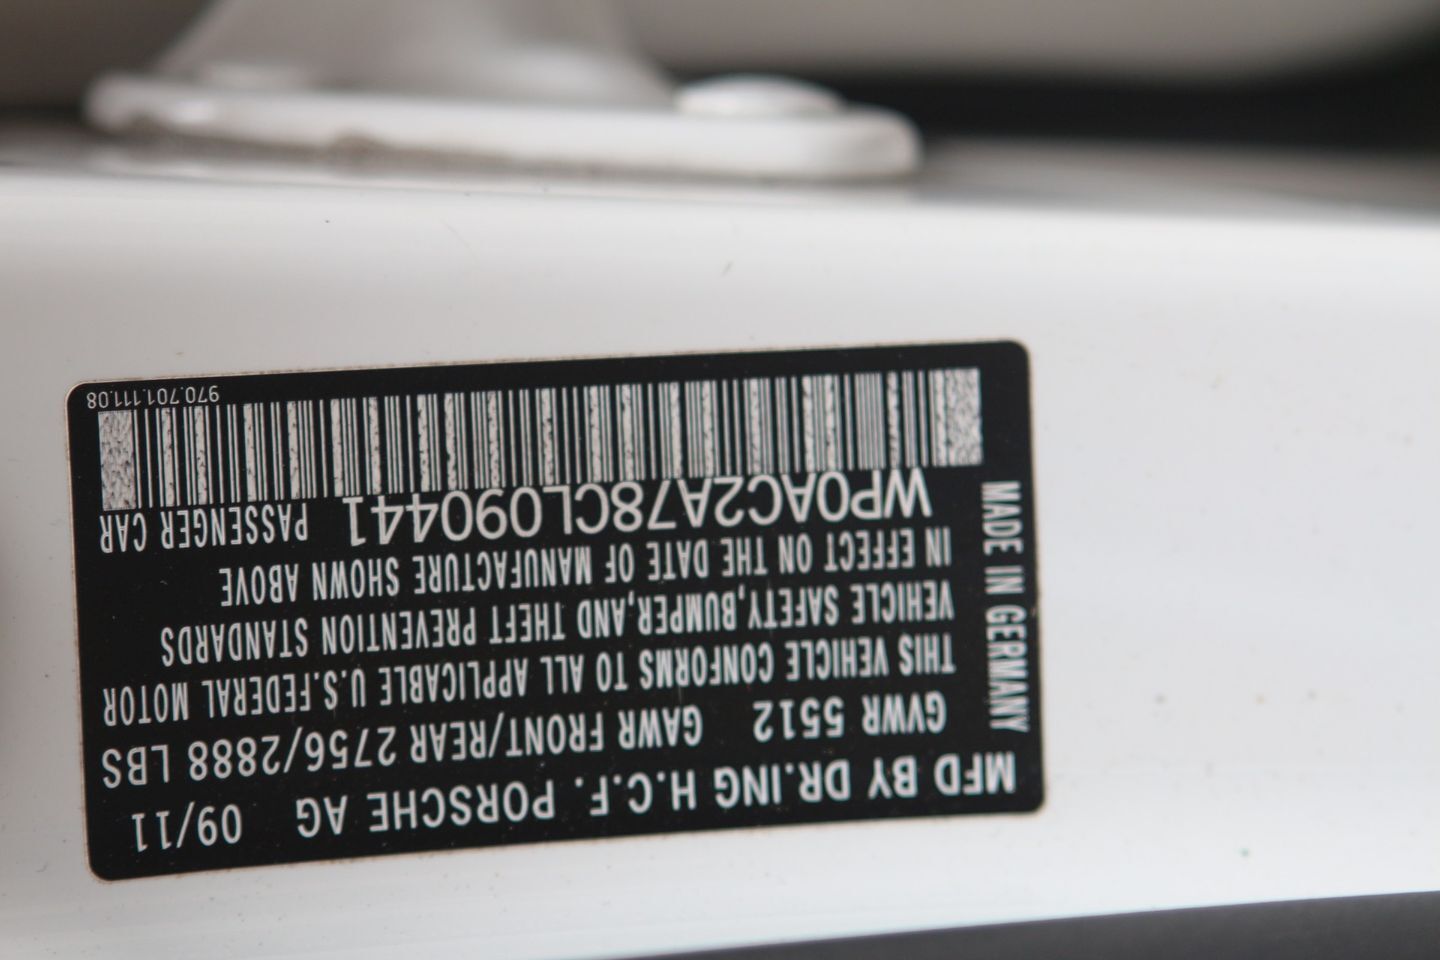 MFD BY DR.ING H.C.F. PORSCHE AG 09/11
GVWR 5512 GAWR FRONT/REAR 2756/2888 LBS
THIS VEHICLE CONFORMS TO ALL APPLICABLE U.S.FEDERAL MOTOR
VEHICLE SAFETY,BUMPER,AND THEFT PREVENTION STANDARDS
IN EFFECT ON THE DATE OF MANUFACTURE SHOWN ABOVE
WP0AC2A78CL090441 PASSENGER CAR
970.701.111.08
MADE IN GERMANY